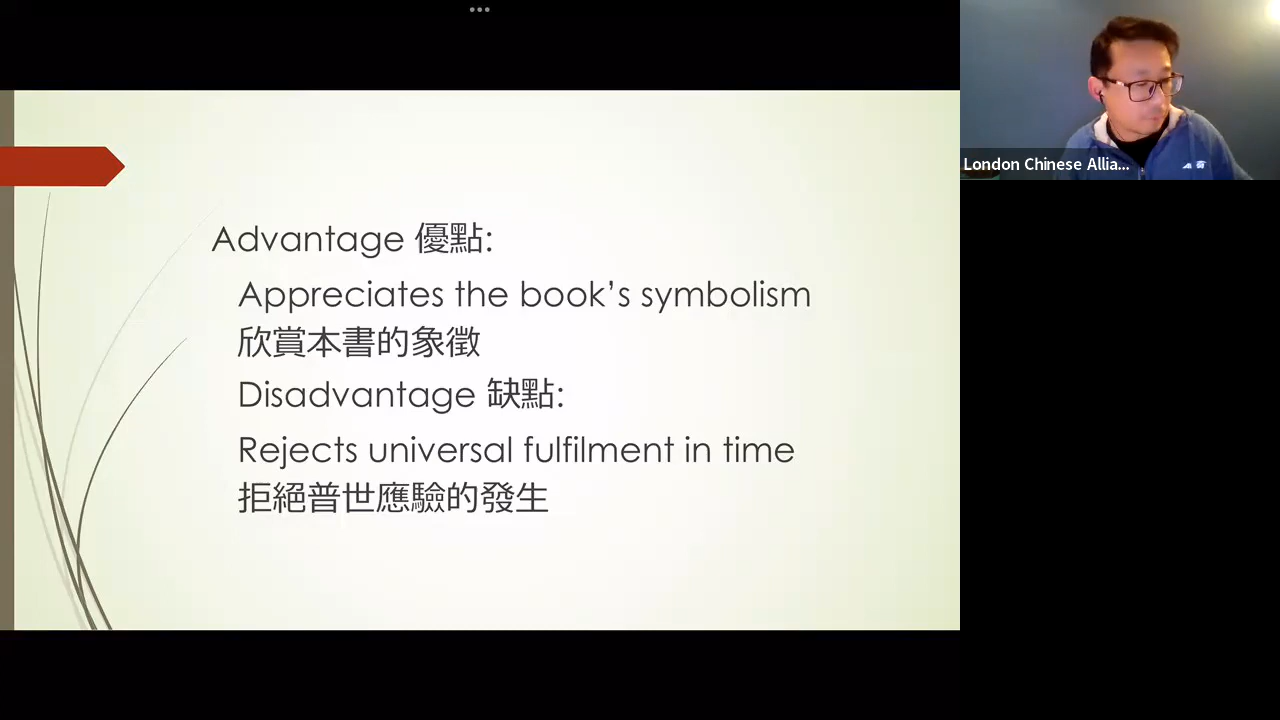 Advantage 優點:
Appreciates the book’s symbolism
欣賞本書的象徵
Disadvantage 缺點:
Rejects universal fulfilment in time
拒絕普世應驗的發生
London Chinese Allia...